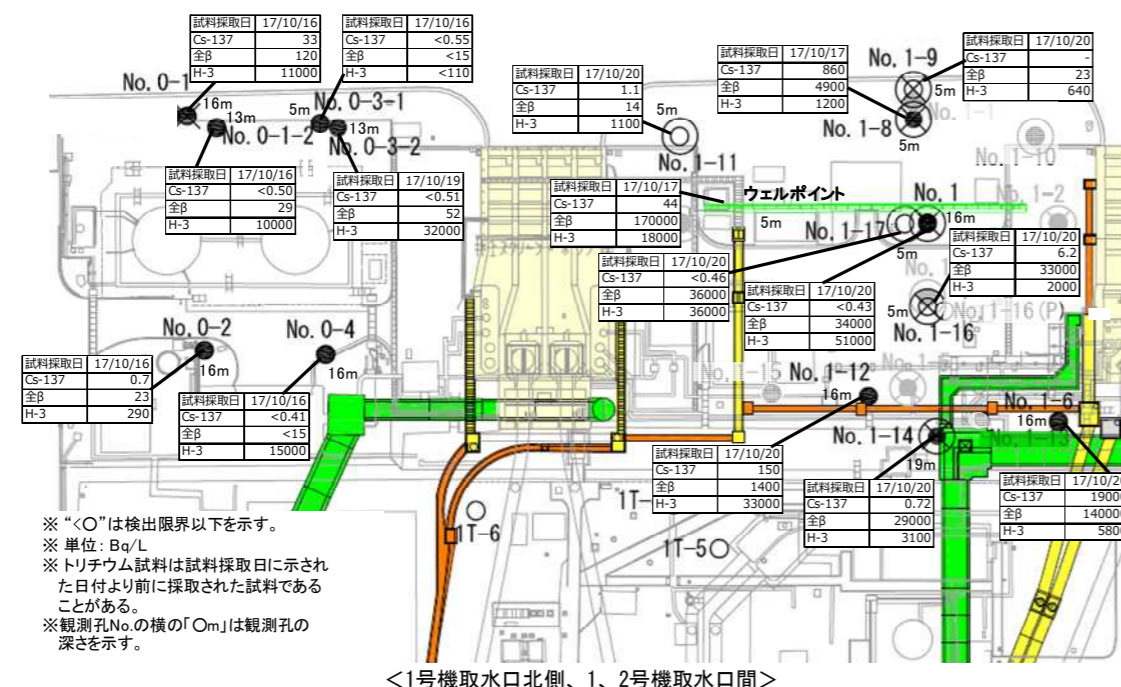 試料採取日 17/10/16
Cs-137 33
全β 120
H-3 11000
試料採取日 17/10/16
Cs-137 <0.55
全β <15
H-3 <110
試料採取日 17/10/20
Cs-137 1.1
全β 14
H-3 1100
試料採取日 17/10/17
Cs-137 860
全β 4900
H-3 1200
試料採取日 17/10/20
Cs-137 -
全β 23
H-3 640
No. 0-1
16m
13m
No. 0-1-2
5m
No. 0-3-1
13m
No. 0-3-2
5m
No. 1-11
No. 1-9
5m
No. 1-8
5m
No. 1-10
試料採取日 17/10/16
Cs-137 <0.50
全β 29
H-3 10000
試料採取日 17/10/19
Cs-137 <0.51
全β 52
H-3 32000
試料採取日 17/10/17
Cs-137 44
全β 170000
H-3 18000
ウェルポイント
5m
No. 1
16m
No. 1-17
5m
1-2
試料採取日 17/10/20
Cs-137 6.2
全β 33000
H-3 2000
試料採取日 17/10/20
Cs-137 <0.46
全β 36000
H-3 36000
試料採取日 17/10/20
Cs-137 <0.43
全β 34000
H-3 51000
5m
No. 1-16
No. 1-16(P)
No. 0-2
16m
No. 0-4
16m
試料採取日 17/10/16
Cs-137 0.7
全β 23
H-3 290
試料採取日 17/10/16
Cs-137 <0.41
全β <15
H-3 15000
No. 1-12
16m
No. 1-6
16m
No. 1-14
19m
No. 1-13
試料採取日 17/10/20
Cs-137 150
全β 1400
H-3 33000
試料採取日 17/10/20
Cs-137 0.72
全β 29000
H-3 3100
試料採取日
Cs-137 1900
全β 14000
H-3 580
1T-6
1T-5
※ “<○”は検出限界以下を示す。
※ 単位: Bq/L
※ トリチウム試料は試料採取日に示され
た日付より前に採取された試料である
ことがある。
※観測孔No.の横の「○m」は観測孔の
深さを示す。
<1号機取水口北側、1、2号機取水口間>